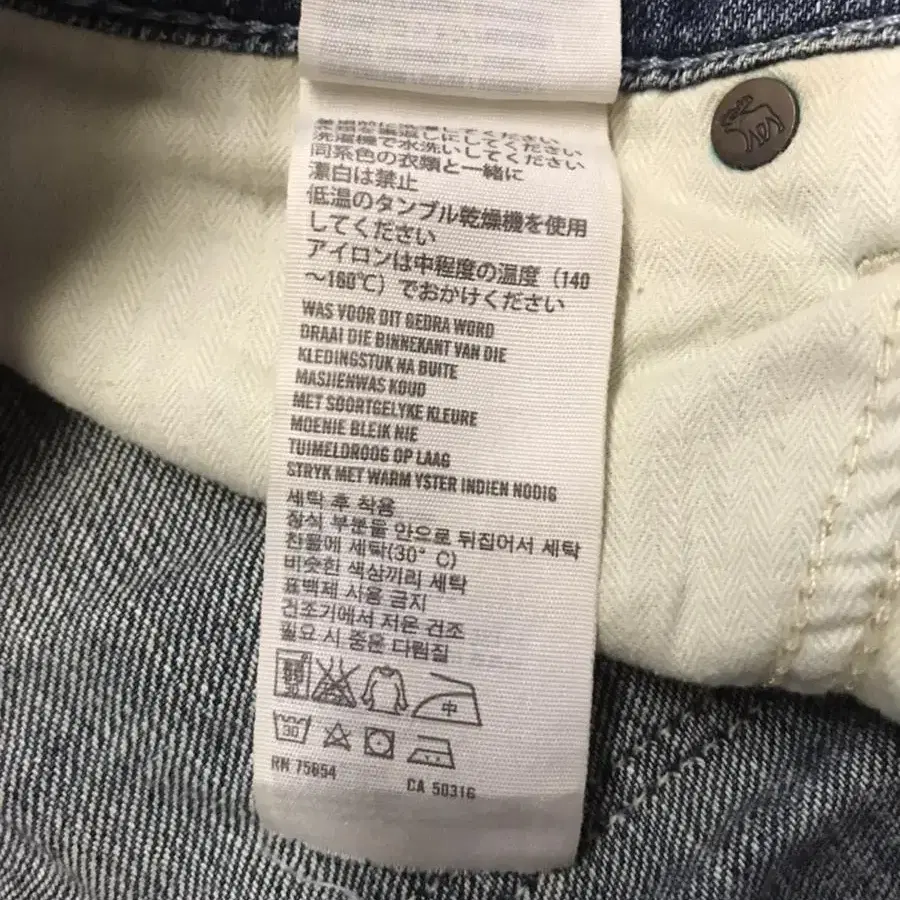 洗濯機で水洗いしてください
同系色の衣類と一緒に
漂白は禁止
低温のタンブル乾燥機を使用
してください
アイロンは中程度の温度（140
～160℃）でおかけください
WAS VOOR DIT GEDRA WORD
DRAAI DIE BINNEKANT VAN DIE
KLEDINGSTUK NA BUITE
MASJIENWAS KOUD
MET SOORTGELYKE KLEURE
MOENIE BLEIK NIE
TUIMELDROOG OP LAAG
STRYK MET WARM YSTER INDIEN NODIG
세탁 후 착용
장식 부분을 안으로 뒤집어서 세탁
찬물에 세탁(30° C)
비슷한 색상끼리 세탁
표백제 사용 금지
건조기에서 저온 건조
필요 시 중온 다림질
中
30
RN 75654
CA 50316